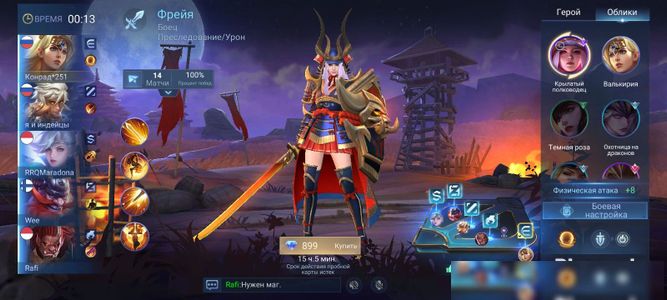 ВРЕМЯ 00:13
Фрейя
Боец
Преследование/Урон
14
Матчи
100%
Процент побед
Конрад*251
я и индейцы
RRQMaradona
Wee
Rafi
899
Купить
15 ч.5 мин.
Срок действия пробной
карты истек
Rafi:Нужен маг.
Герой
Облики
Крылатый
полководец
Валькирия
Темная роза
Охотница на
драконов
Физическая атака +8
Боевая
настройка